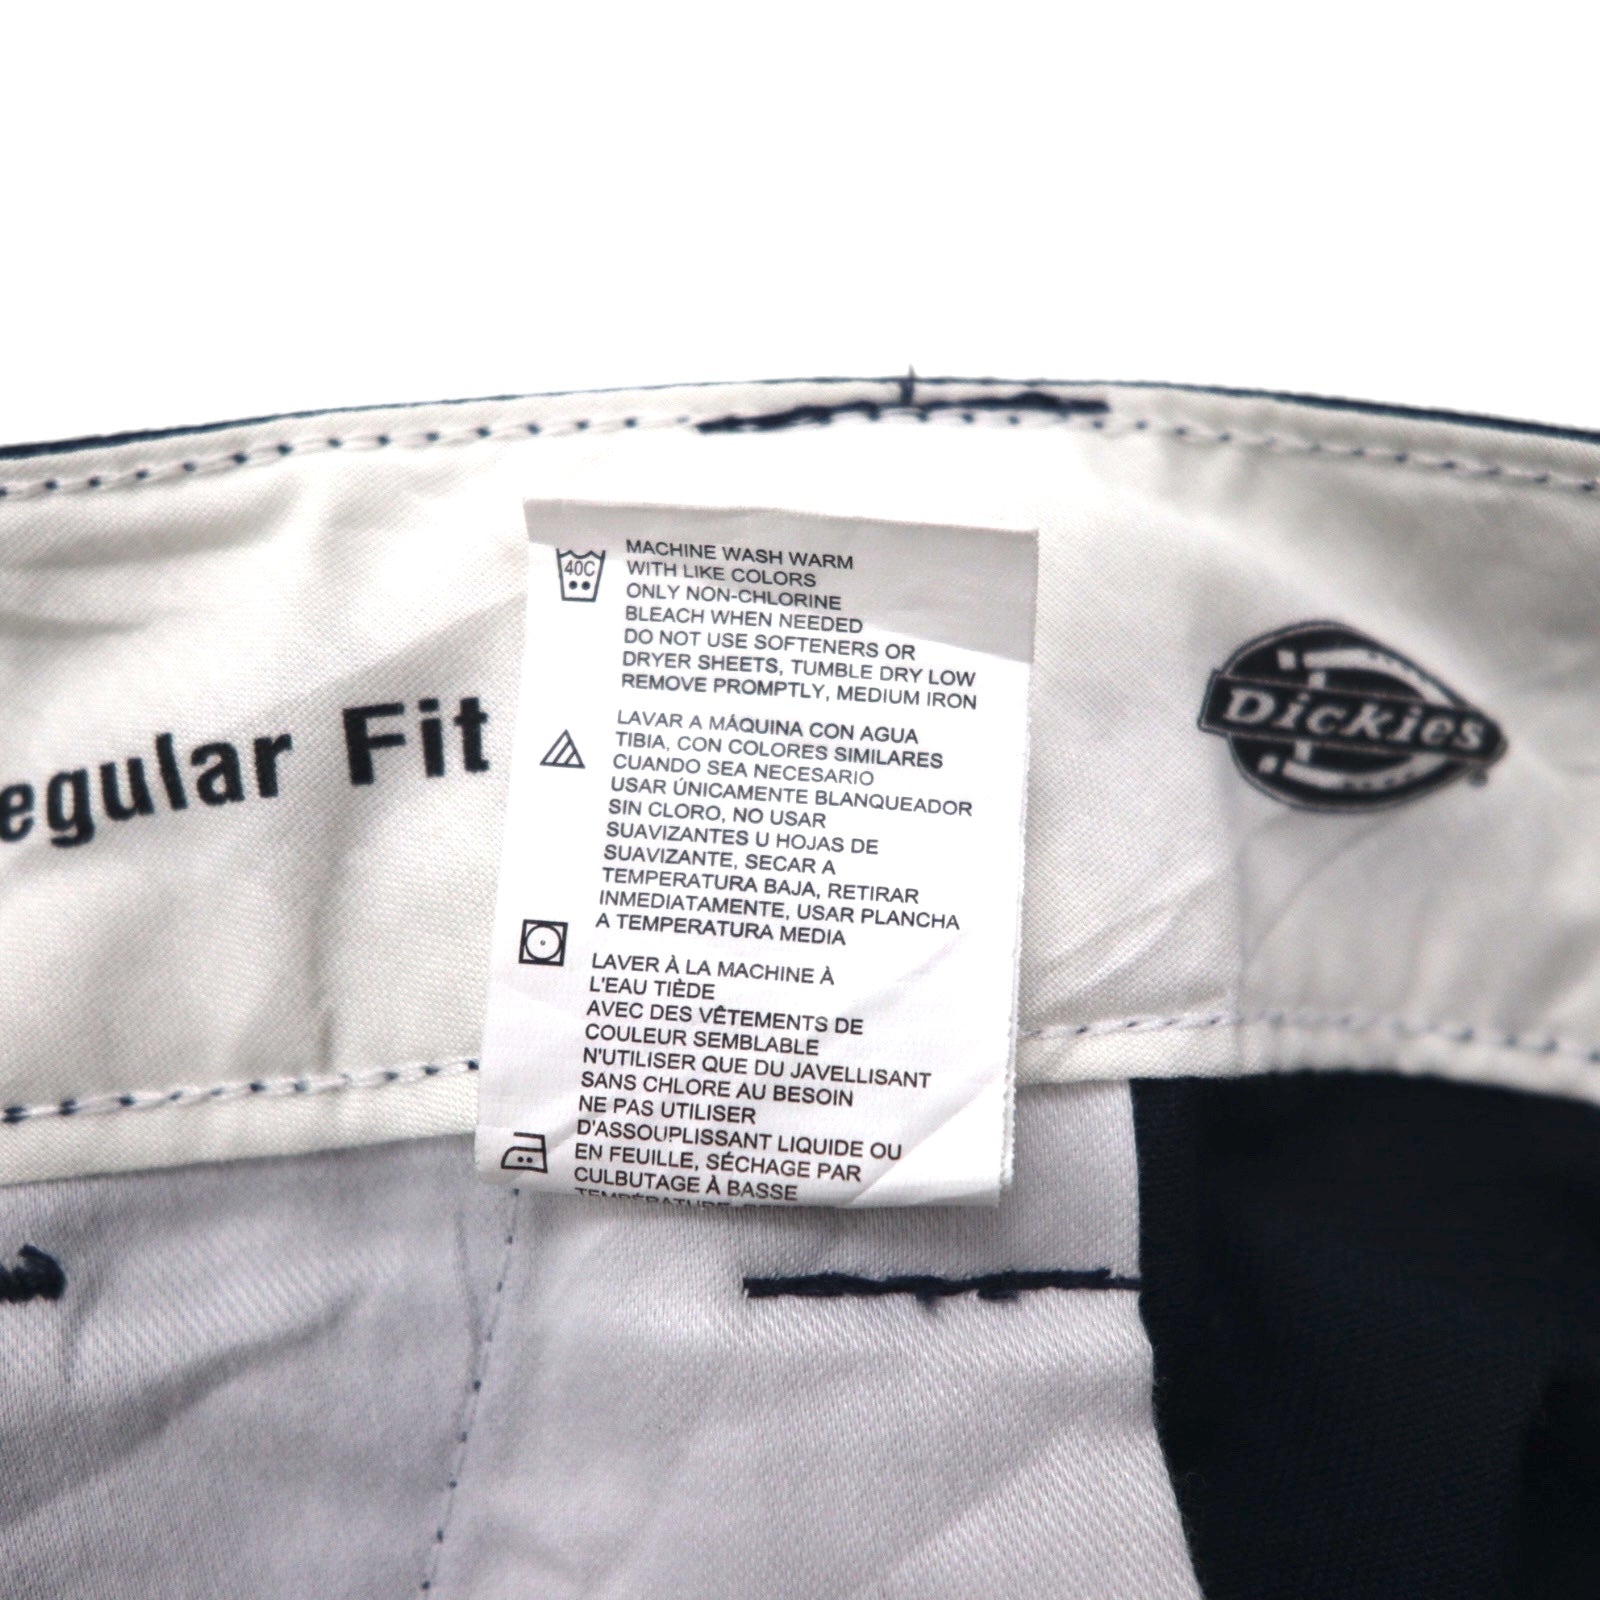 egular Fit
40C
MACHINE WASH WARM
WITH LIKE COLORS
ONLY NON-CHLORINE
BLEACH WHEN NEEDED
DO NOT USE SOFTENERS OR
DRYER SHEETS, TUMBLE DRY LOW
REMOVE PROMPTLY, MEDIUM IRON
LAVAR A MÁQUINA CON AGUA
TIBIA, CON COLORES SIMILARES
CUANDO SEA NECESARIO
USAR ÚNICAMENTE BLANQUEADOR
SIN CLORO, NO USAR
SUAVIZANTES U HOJAS DE
SUAVIZANTE, SECAR A
TEMPERATURA BAJA, RETIRAR
INMEDIATAMENTE, USAR PLANCHA
A TEMPERATURA MEDIA
LAVER À LA MACHINE À
L'EAU TIÈDE
AVEC DES VÊTEMENTS DE
COULEUR SEMBLABLE
N'UTILISER QUE DU JAVELLISANT
SANS CHLORE AU BESOIN
NE PAS UTILISER
D'ASSOUPLISSANT LIQUIDE OU
EN FEUILLE, SÉCHAGE PAR
CULBUTAGE À BASSE
TEMPÉRATURE
Dickies